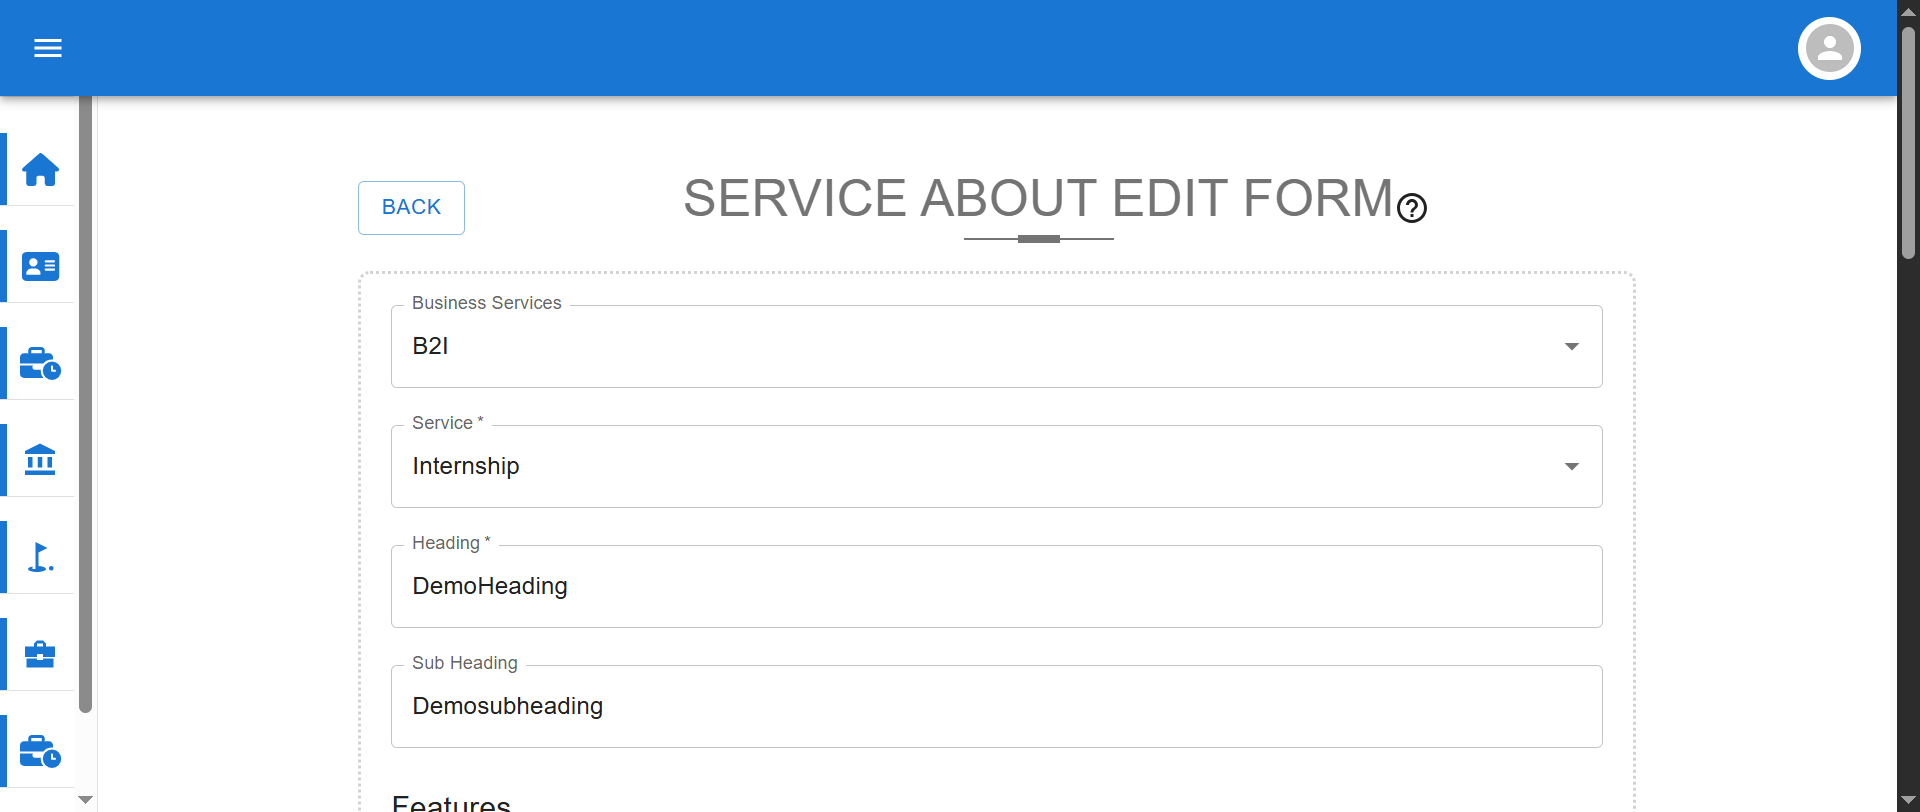 BACK
SERVICE ABOUT EDIT FORM
Business Services
B2I
Service *
Internship
Heading *
DemoHeading
Sub Heading
Demosubheading
Features